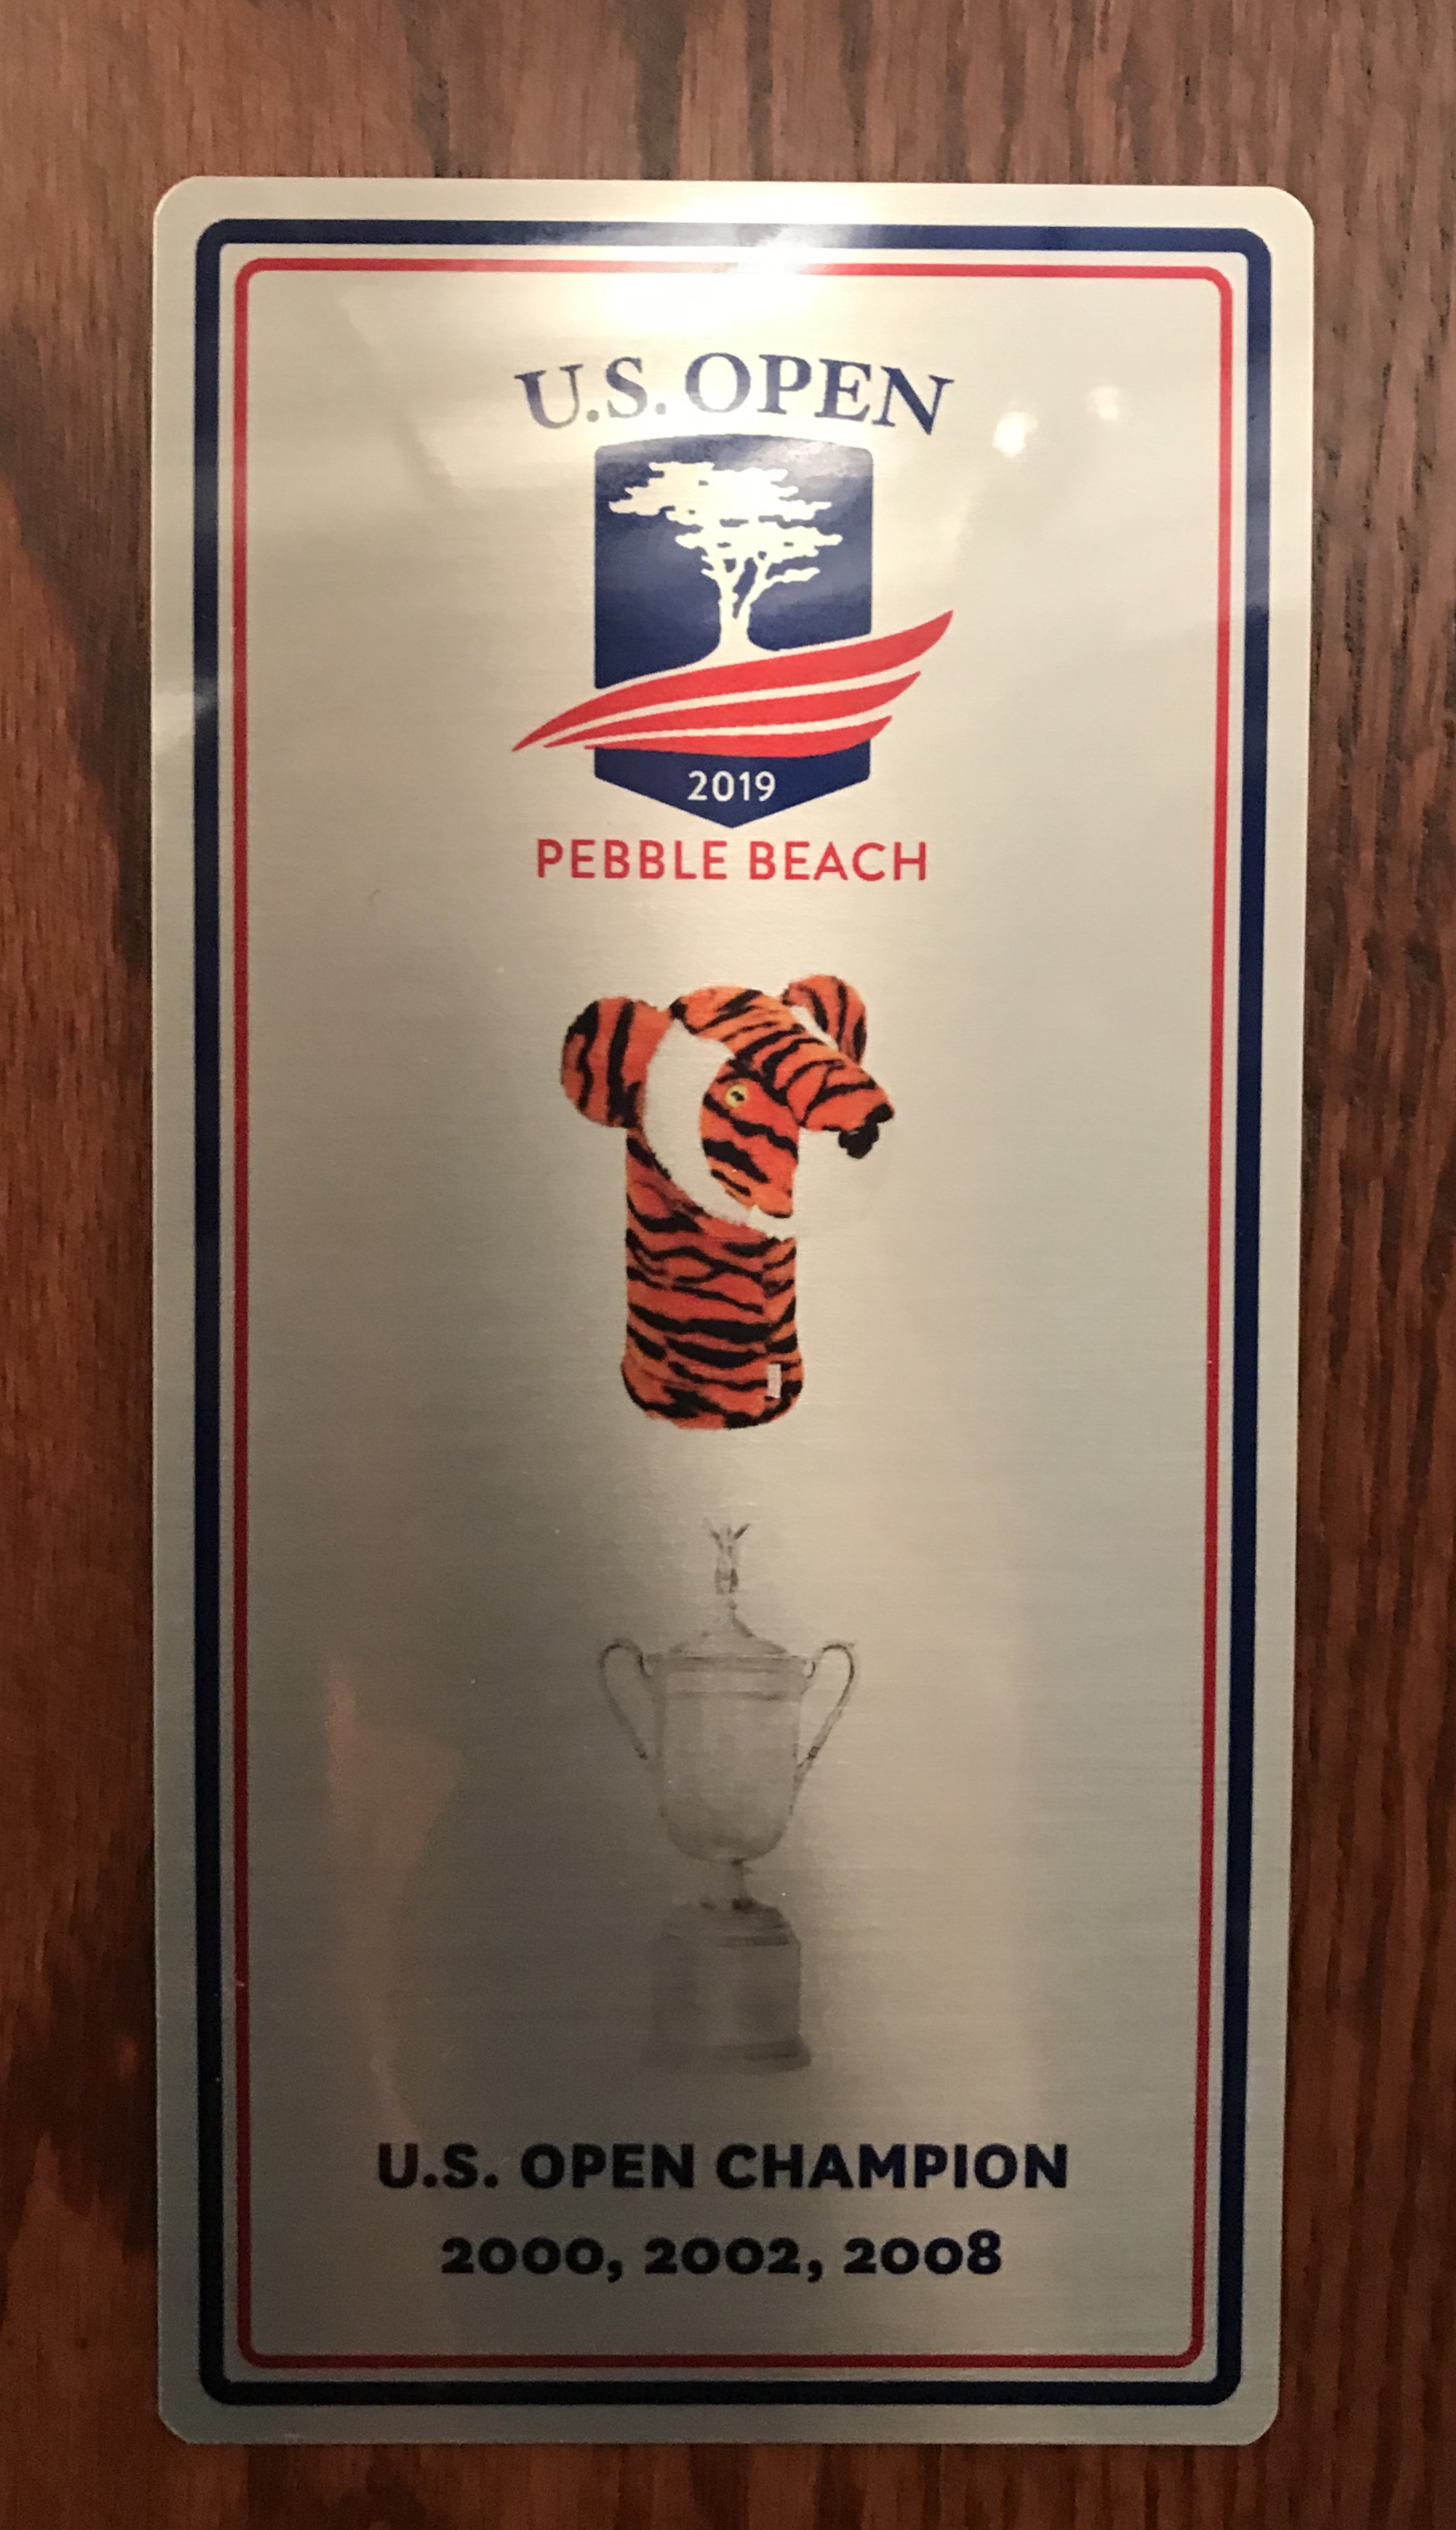 U.S. OPEN
2019
PEBBLE BEACH
U.S. OPEN CHAMPION
2000, 2002, 2008